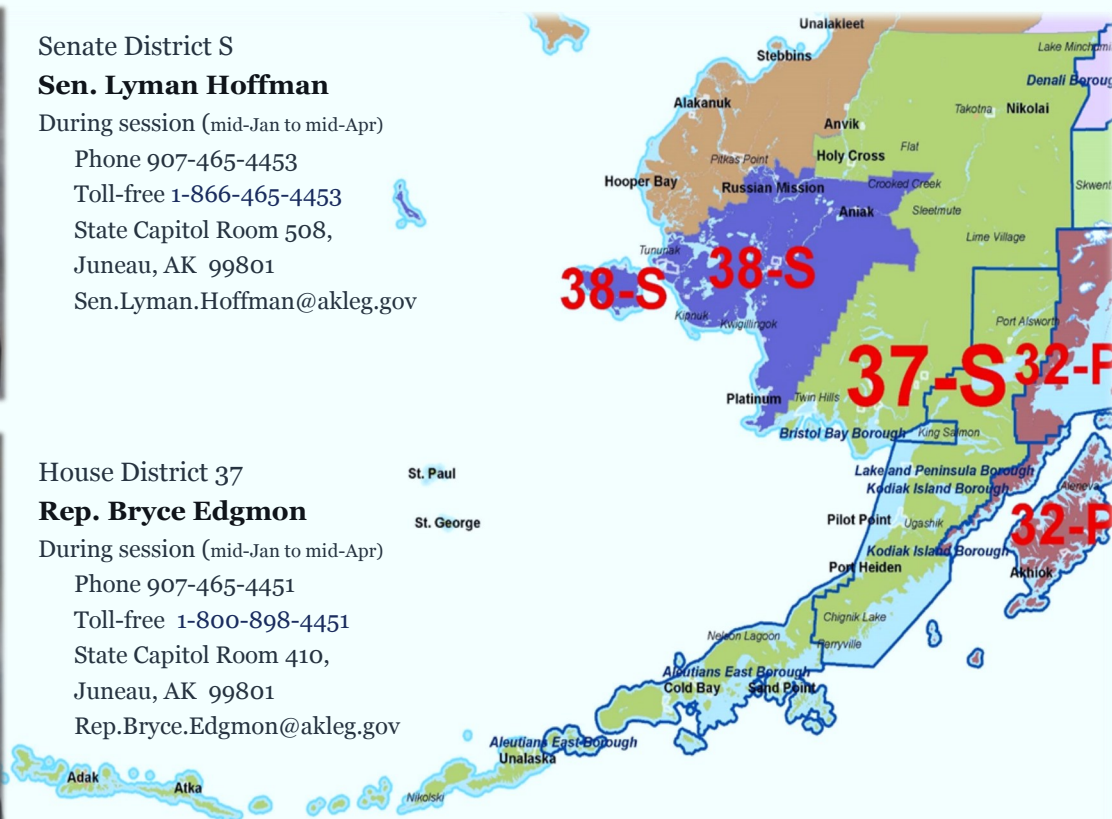 Senate District S
Sen. Lyman Hoffman
During session (mid-Jan to mid-Apr)
Phone 907-465-4453
Toll-free 1-866-465-4453
State Capitol Room 508,
Juneau, AK 99801
Sen.Lyman.Hoffman@akleg.gov
House District 37
Rep. Bryce Edgmon
During session (mid-Jan to mid-Apr)
Phone 907-465-4451
Toll-free 1-800-898-4451
State Capitol Room 410,
Juneau, AK 99801
Rep.Bryce.Edgmon@akleg.gov
Unalakleet
Stebbins
Lake Minchumi
Denali Boroug
Alakanuk
Takotna
Nikolai
Anvik
Flat
Pitkas Point
Holy Cross
Hooper Bay
Russian Mission
Crooked Creek
Skwent
Aniak
Sleetmute
Lime Village
Tununak
38-S
38-S
Kipnuk
Kwigillingok
Port Alsworth
37-S
32-P
Platinum
Twin Hills
Bristol Bay Borough
King Salmon
Lake and Peninsula Borough
Kodiak Island Borough
St. Paul
St. George
Pilot Point
Ugashik
32-P
Kodiak Island Borough
Port Heiden
Akhiok
Chignik Lake
Nelson Lagoon
Perryville
Aleutians East Borough
Cold Bay
Sand Point
Aleutians East Borough
Unalaska
Adak
Atka
Nikolski